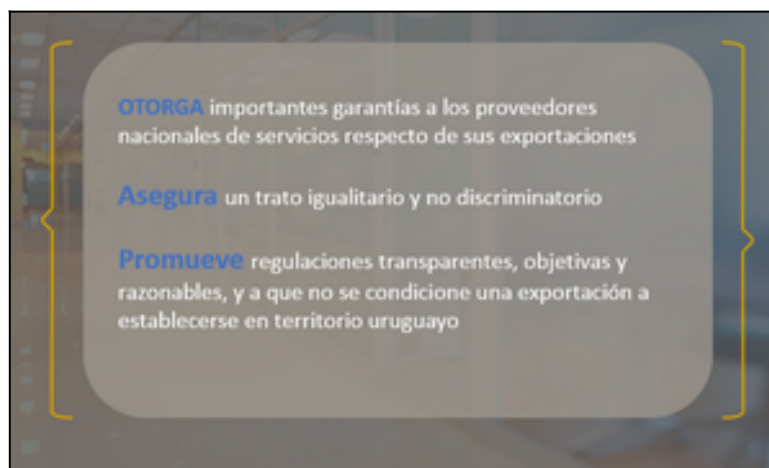 OTORGA importantes garantías a los proveedores
nacionales de servicios respecto de sus exportaciones
Asegura un trato igualitario y no discriminatorio
Promueve regulaciones transparentes, objetivas y
razonables, y a que no se condicione una exportación a
establecerse en territorio uruguayo